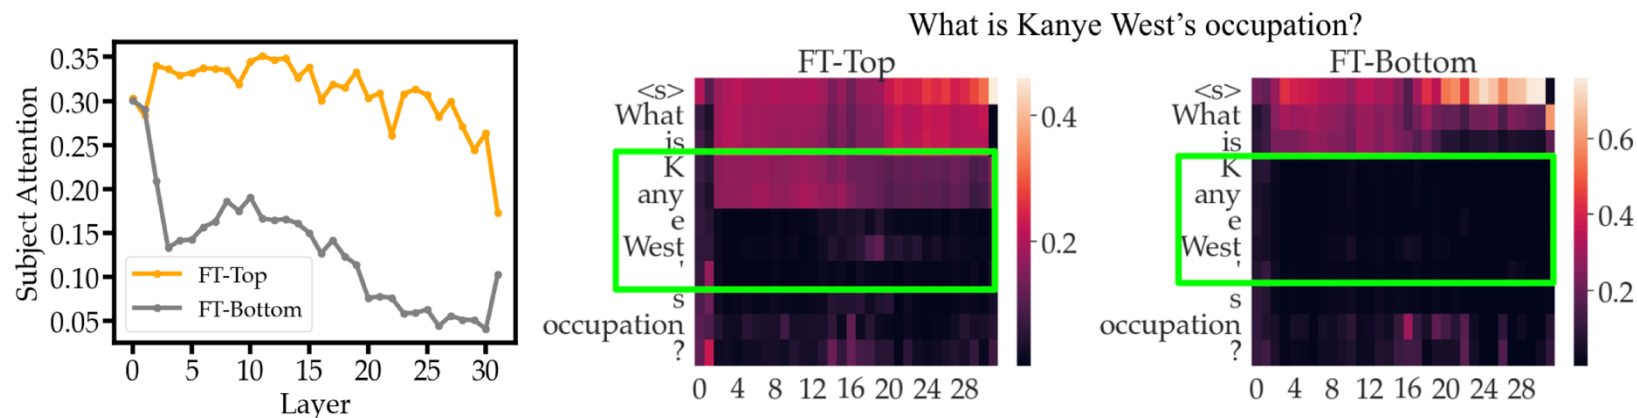 What is Kanye West's occupation?
Subject Attention
0.35
0.30
0.25
0.20
0.15
0.10
0.05
FT-Top
FT-Bottom
0 5 10 15 20 25 30
Layer
FT-Top
<s>
What
is
K
any
e
West
'
s
occupation
?
0 4 8 12 16 20 24 28
0.4
0.2
FT-Bottom
<s>
What
is
K
any
e
West
'
s
occupation
?
0 4 8 12 16 20 24 28
0.6
0.4
0.2